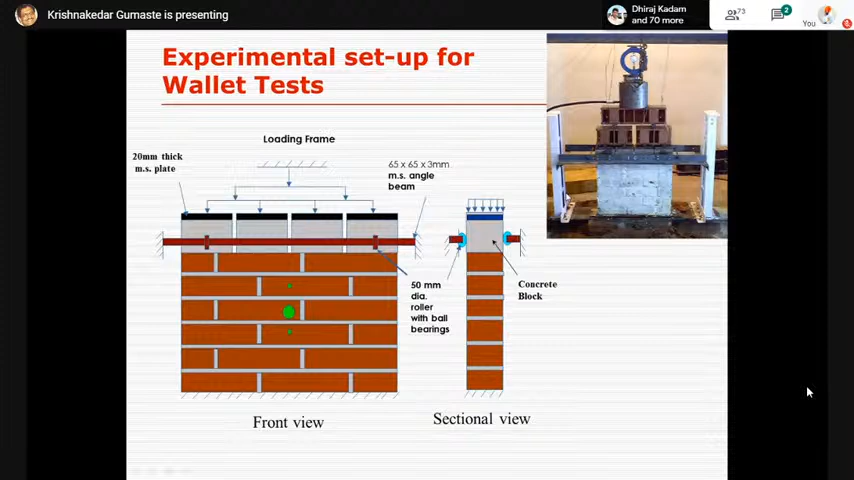 Krishnakedar Gumaste is presenting
Dhiraj Kadam
and 70 more
73
2
You
Experimental set-up for
Wallet Tests
Loading Frame
20mm thick
m.s. plate
65 x 65 x 3mm
m.s. angle
beam
50 mm
dia.
roller
with ball
bearings
Concrete
Block
Front view
Sectional view